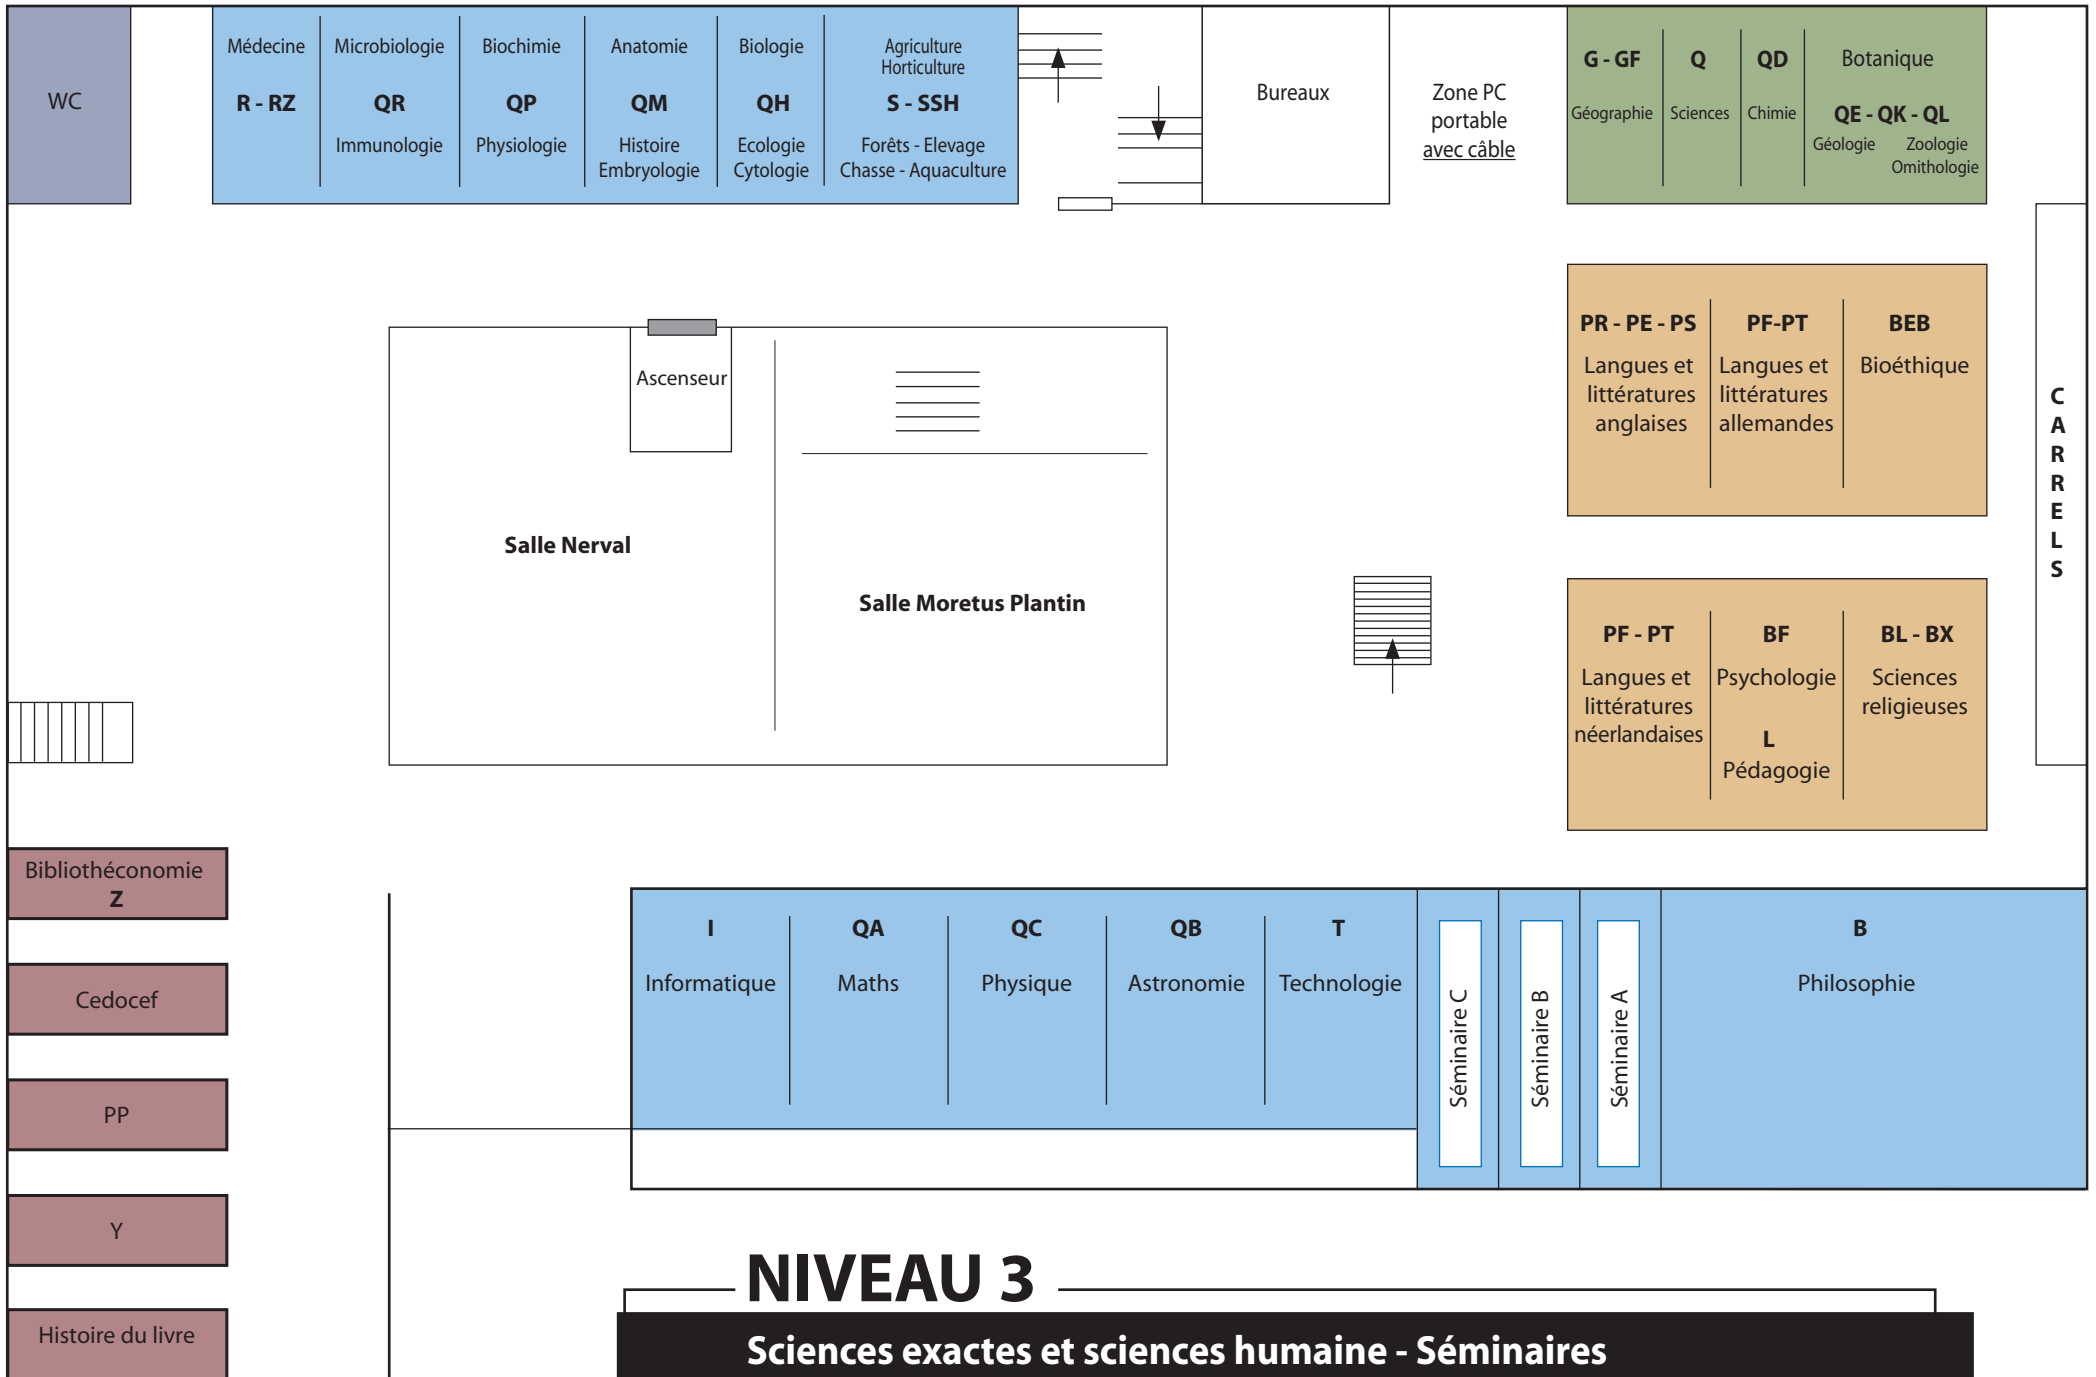 WC
Médecine
R - RZ
Microbiologie
QR
Immunologie
Biochimie
QP
Physiologie
Anatomie
QM
Histoire
Embryologie
Biologie
QH
Ecologie
Cytologie
Agriculture
Horticulture
S - SSH
Forêts - Elevage
Chasse - Aquaculture
Bureaux
Zone PC
portable
avec câble
G - GF
Géographie
Q
Sciences
QD
Chimie
Botanique
QE - QK - QL
Géologie
Zoologie
Ornithologie
Ascenseur
Salle Nerval
Salle Moretus Plantin
PR - PE - PS
Langues et
littératures
anglaises
PF-PT
Langues et
littératures
allemandes
BEB
Bioéthique
C
A
R
R
E
L
S
PF - PT
Langues et
littératures
néerlandaises
BF
Psychologie
L
Pédagogie
BL - BX
Sciences
religieuses
Bibliothéconomie
Z
Cedocef
PP
Y
Histoire du livre
I
Informatique
QA
Maths
QC
Physique
QB
Astronomie
T
Technologie
Séminaire C
Séminaire B
Séminaire A
B
Philosophie
NIVEAU 3
Sciences exactes et sciences humaine - Séminaires